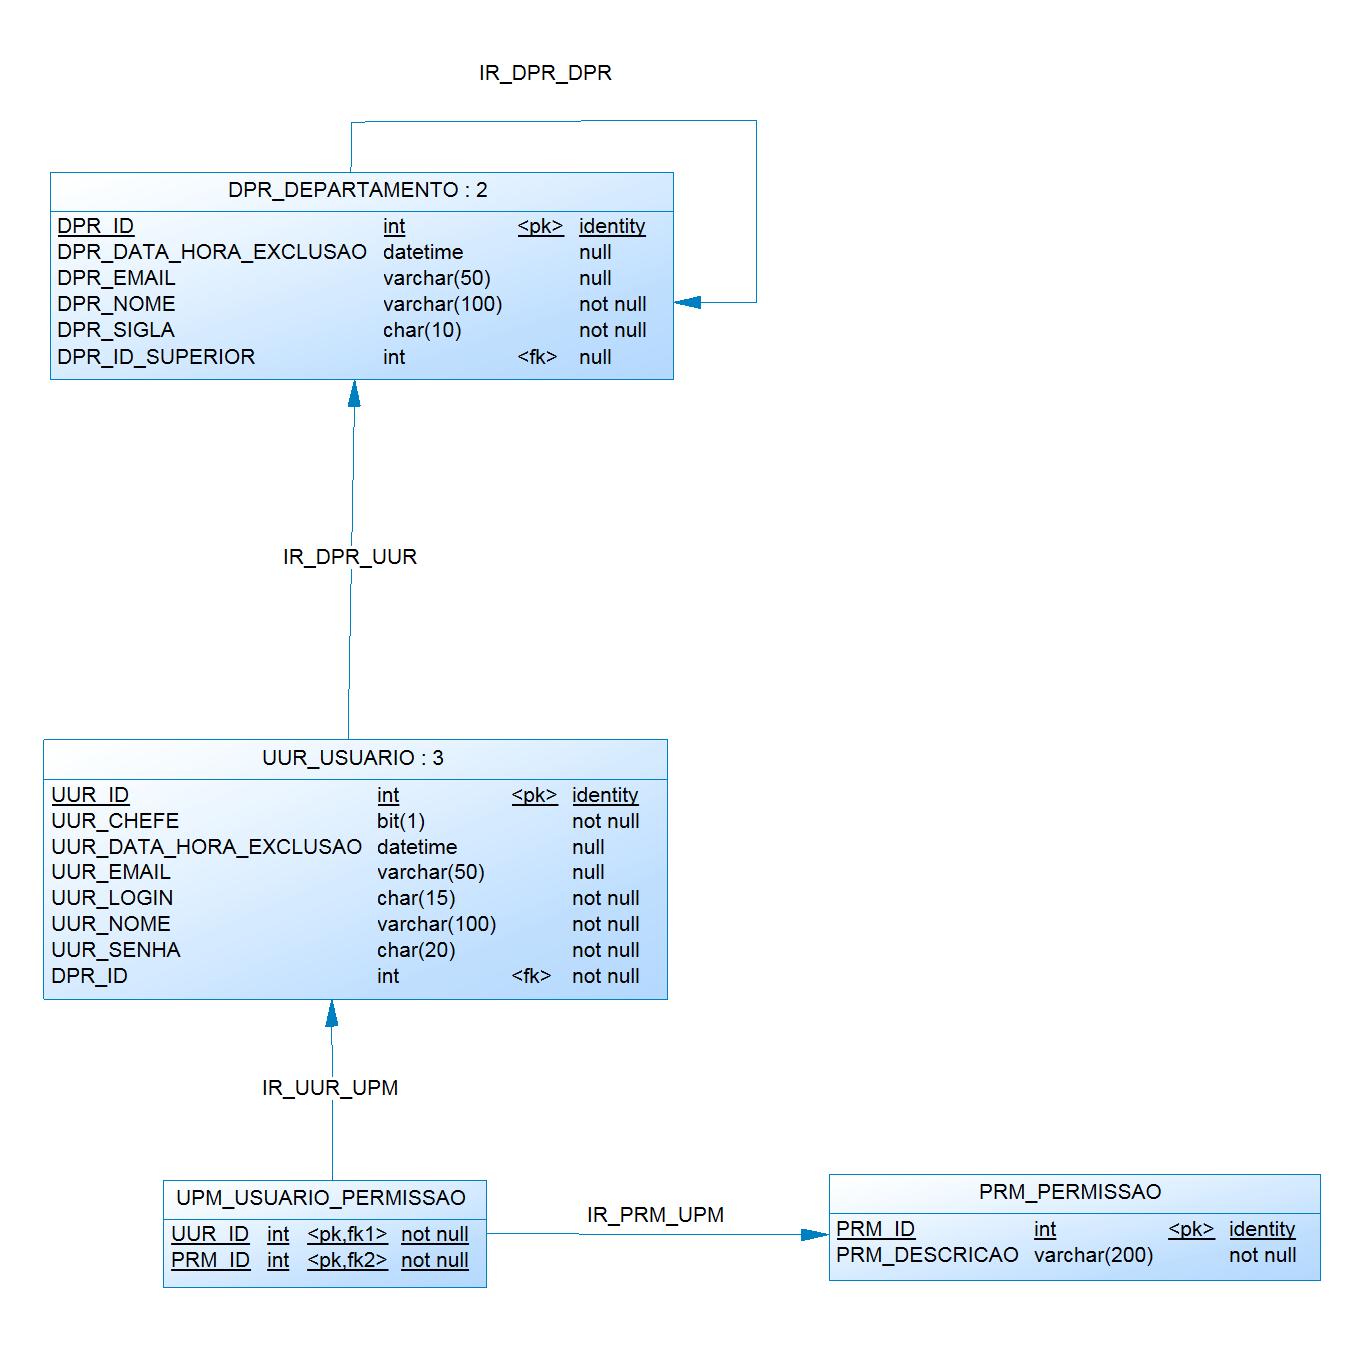 IR_DPR_DPR
DPR_DEPARTAMENTO : 2
DPR_ID int <pk> identity
DPR_DATA_HORA_EXCLUSAO datetime null
DPR_EMAIL varchar(50) null
DPR_NOME varchar(100) not null
DPR_SIGLA char(10) not null
DPR_ID_SUPERIOR int <fk> null
IR_DPR_UUR
UUR_USUARIO : 3
UUR_ID int <pk> identity
UUR_CHEFE bit(1) not null
UUR_DATA_HORA_EXCLUSAO datetime null
UUR_EMAIL varchar(50) null
UUR_LOGIN char(15) not null
UUR_NOME varchar(100) not null
UUR_SENHA char(20) not null
DPR_ID int <fk> not null
IR_UUR_UPM
UPM_USUARIO_PERMISSAO
UUR_ID int <pk,fk1> not null
PRM_ID int <pk,fk2> not null
IR_PRM_UPM
PRM_PERMISSAO
PRM_ID int <pk> identity
PRM_DESCRICAO varchar(200) not null